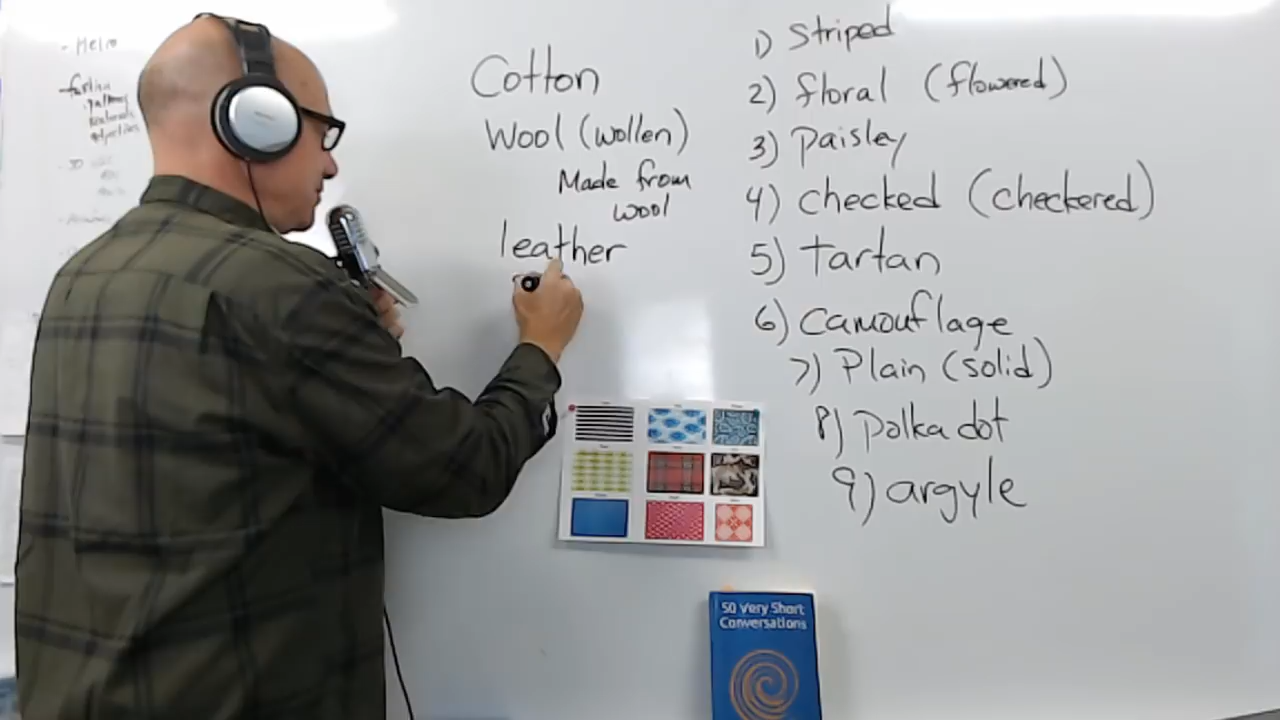 - Hello
Cotton
Wool (wollen)
Made from
wool
leather
1) Striped
2) floral (flowered)
3) Paisley
4) checked (checkered)
5) tartan
6) camouflage
7) Plain (solid)
8) polka dot
9) argyle
50 Very Short
Conversations